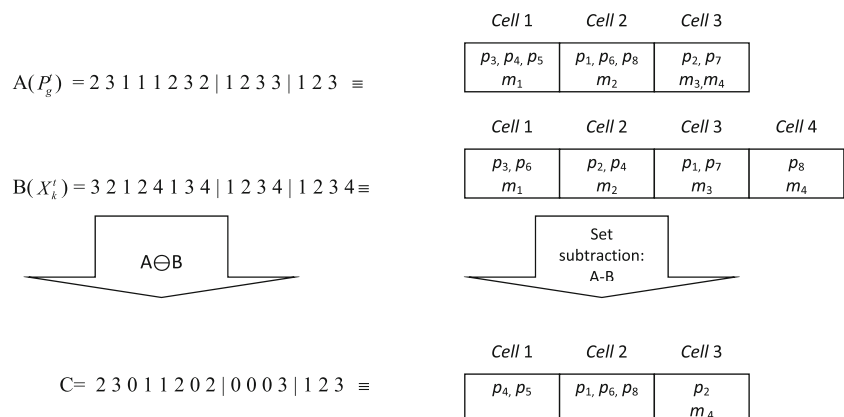 Cell 1 Cell 2 Cell 3
A(P_g^t) = 2 3 1 1 1 2 3 2 | 1 2 3 3 | 1 2 3 ≡
p3, p4, p5 p1, p6, p8 p2, p7
m1 m2 m3,m4
Cell 1 Cell 2 Cell 3 Cell 4
B(X_k^t) = 3 2 1 2 4 1 3 4 | 1 2 3 4 | 1 2 3 4 ≡
p3, p6 p2, p4 p1, p7 p8
m1 m2 m3 m4
A⊖B
Set
subtraction:
A-B
Cell 1 Cell 2 Cell 3
C= 2 3 0 1 1 2 0 2 | 0 0 0 3 | 1 2 3 ≡
p4, p5 p1, p6, p8 p2
m4